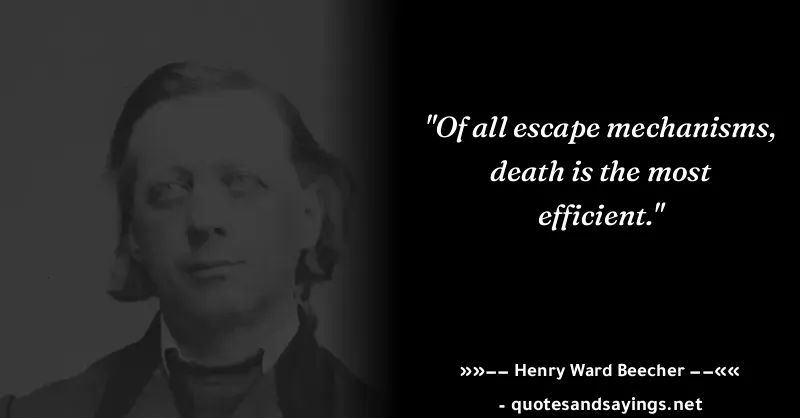 "Of all escape mechanisms,
death is the most
efficient."
»»−− Henry Ward Beecher −−««
- quotesandsayings.net